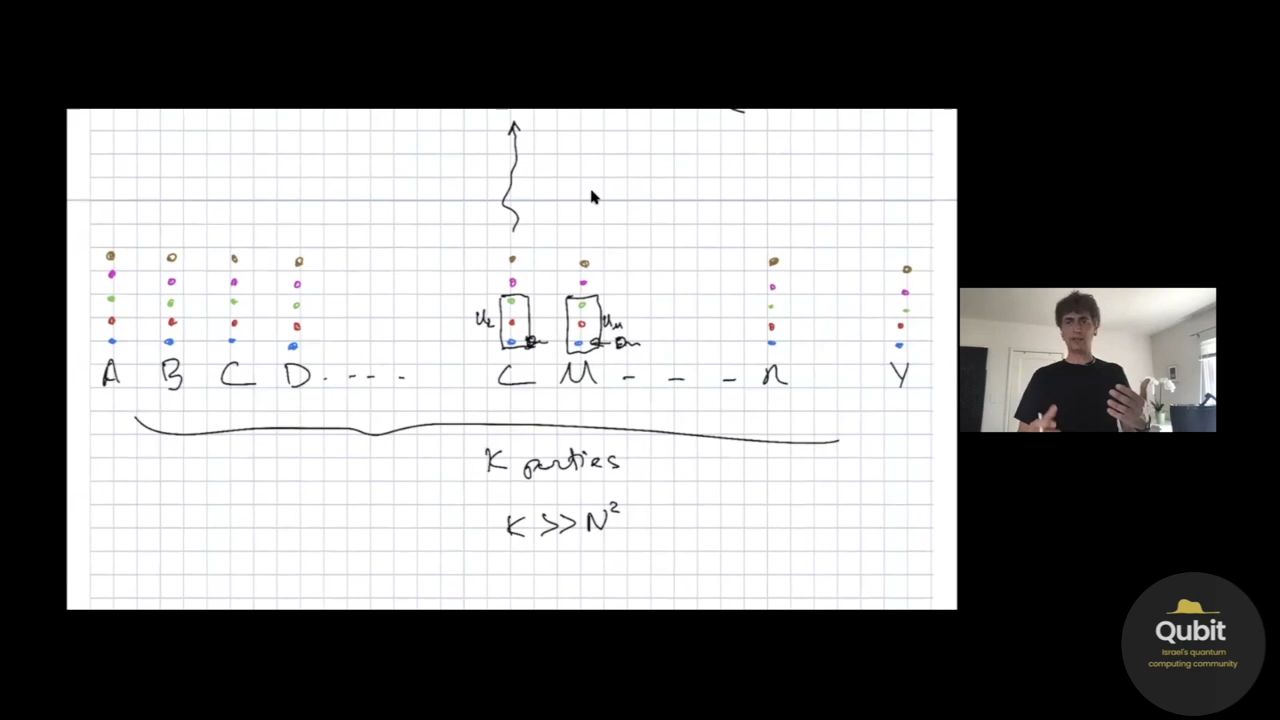 A B C D . - - - . C M - - - n Y
K parties
K >> N²
Qubit
Israel's quantum
computing community